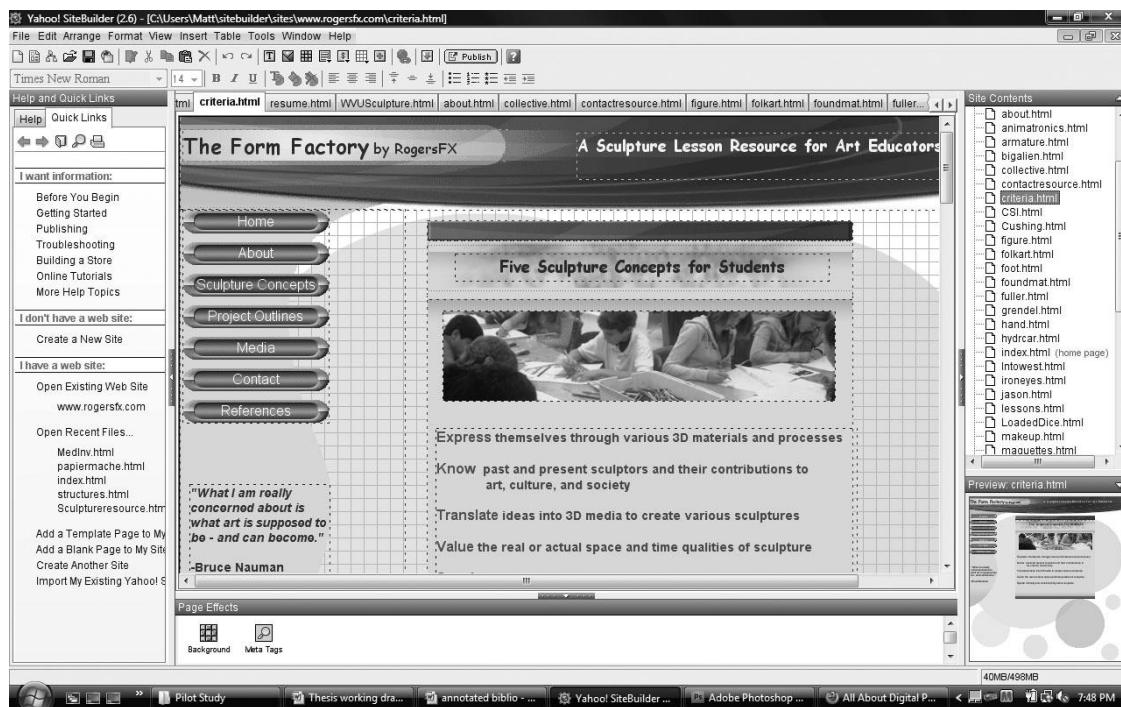 Yahoo! SiteBuilder (2.6) - [C:\Users\Matt\sitebuilder\sites\www.rogersfx.com\criteria.html]
File Edit Arrange Format View Insert Table Tools Window Help
Publish
Times New Roman 14 B I U
Help and Quick Links
Help Quick Links
I want information:
Before You Begin
Getting Started
Publishing
Troubleshooting
Building a Store
Online Tutorials
More Help Topics
I don't have a web site:
Create a New Site
I have a web site:
Open Existing Web Site
www.rogersfx.com
Open Recent Files...
MedInv.html
papiermache.html
index.html
structures.html
Sculptureresource.htm
Add a Template Page to My
Add a Blank Page to My Site
Create Another Site
Import My Existing Yahoo! S
tml criteria.html resume.html WVUSculpture.html about.html collective.html contactresource.html figure.html folkart.html foundmat.html fuller...
The Form Factory by RogersFX
A Sculpture Lesson Resource for Art Educators
Home
About
Sculpture Concepts
Project Outlines
Media
Contact
References
"What I am really
concerned about is
what art is supposed to
be - and can become."
-Bruce Nauman
Five Sculpture Concepts for Students
Express themselves through various 3D materials and processes
Know past and present sculptors and their contributions to
art, culture, and society
Translate ideas into 3D media to create various sculptures
Value the real or actual space and time qualities of sculpture
Page Effects
Background Meta Tags
Site Contents
about.html
animatronics.html
armature.html
bigalien.html
collective.html
contactresource.html
criteria.html
CSI.html
Cushing.html
figure.html
folkart.html
foot.html
foundmat.html
fuller.html
grendel.html
hand.html
hydrcar.html
index.html (home page)
Intowest.html
ironeyes.html
jason.html
lessons.html
LoadedDice.html
makeup.html
maquettes.html
Preview: criteria.html
40MB/498MB
Pilot Study Thesis working dra... annotated biblio - ... Yahoo! SiteBuilder ... Adobe Photoshop ... All About Digital P... 7:48 PM